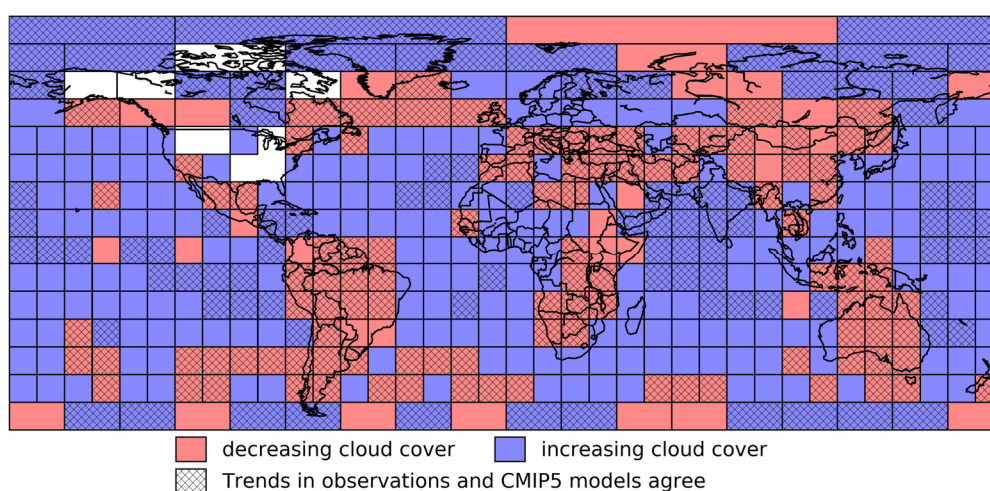 decreasing cloud cover
increasing cloud cover
Trends in observations and CMIP5 models agree